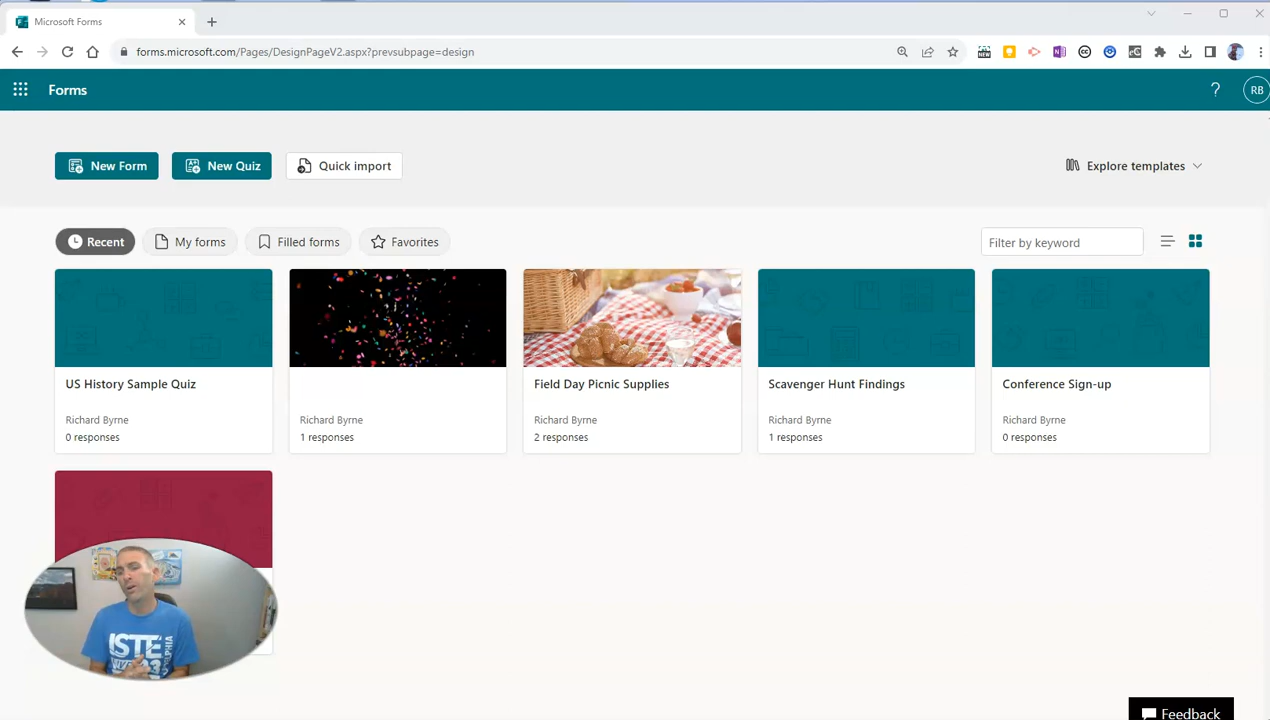 Microsoft Forms
forms.microsoft.com/Pages/DesignPageV2.aspx?prevsubpage=design
Forms
?
RB
New Form
New Quiz
Quick import
Explore templates
Recent
My forms
Filled forms
Favorites
Filter by keyword
US History Sample Quiz
Richard Byrne
0 responses
Richard Byrne
1 responses
Field Day Picnic Supplies
Richard Byrne
2 responses
Scavenger Hunt Findings
Richard Byrne
1 responses
Conference Sign-up
Richard Byrne
0 responses
ISTE
Feedback